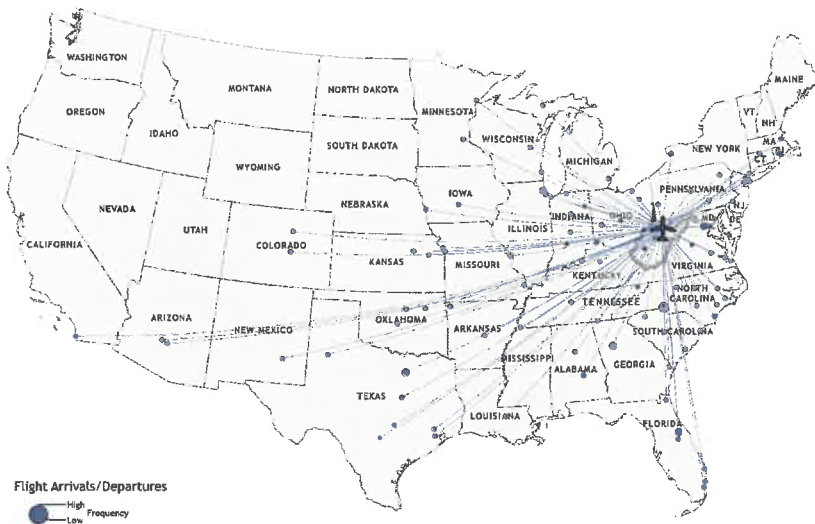 WASHINGTON
MAINE
MONTANA
NORTH DAKOTA
OREGON
MINNESOTA
VT.
NH
IDAHO
WISCONSIN
SOUTH DAKOTA
NEW YORK
MA
MICHIGAN
WYOMING
CT
IOWA
PENNSYLVANIA
NEBRASKA
NEVADA
OHIO
NJ
INDIANA
MD
DE
UTAH
ILLINOIS
CALIFORNIA
COLORADO
KANSAS
MISSOURI
VIRGINIA
KENTUCKY
NORTH
CAROLINA
TENNESSEE
ARIZONA
OKLAHOMA
NEW MEXICO
ARKANSAS
SOUTH CAROLINA
MISSISSIPPI
GEORGIA
ALABAMA
TEXAS
LOUISIANA
FLORIDA
Flight Arrivals/Departures
High
Frequency
Low